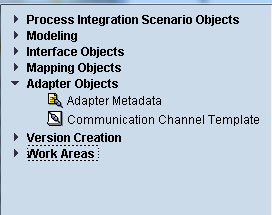 Process Integration Scenario Objects
Modeling
Interface Objects
Mapping Objects
Adapter Objects
Adapter Metadata
Communication Channel Template
Version Creation
Work Areas